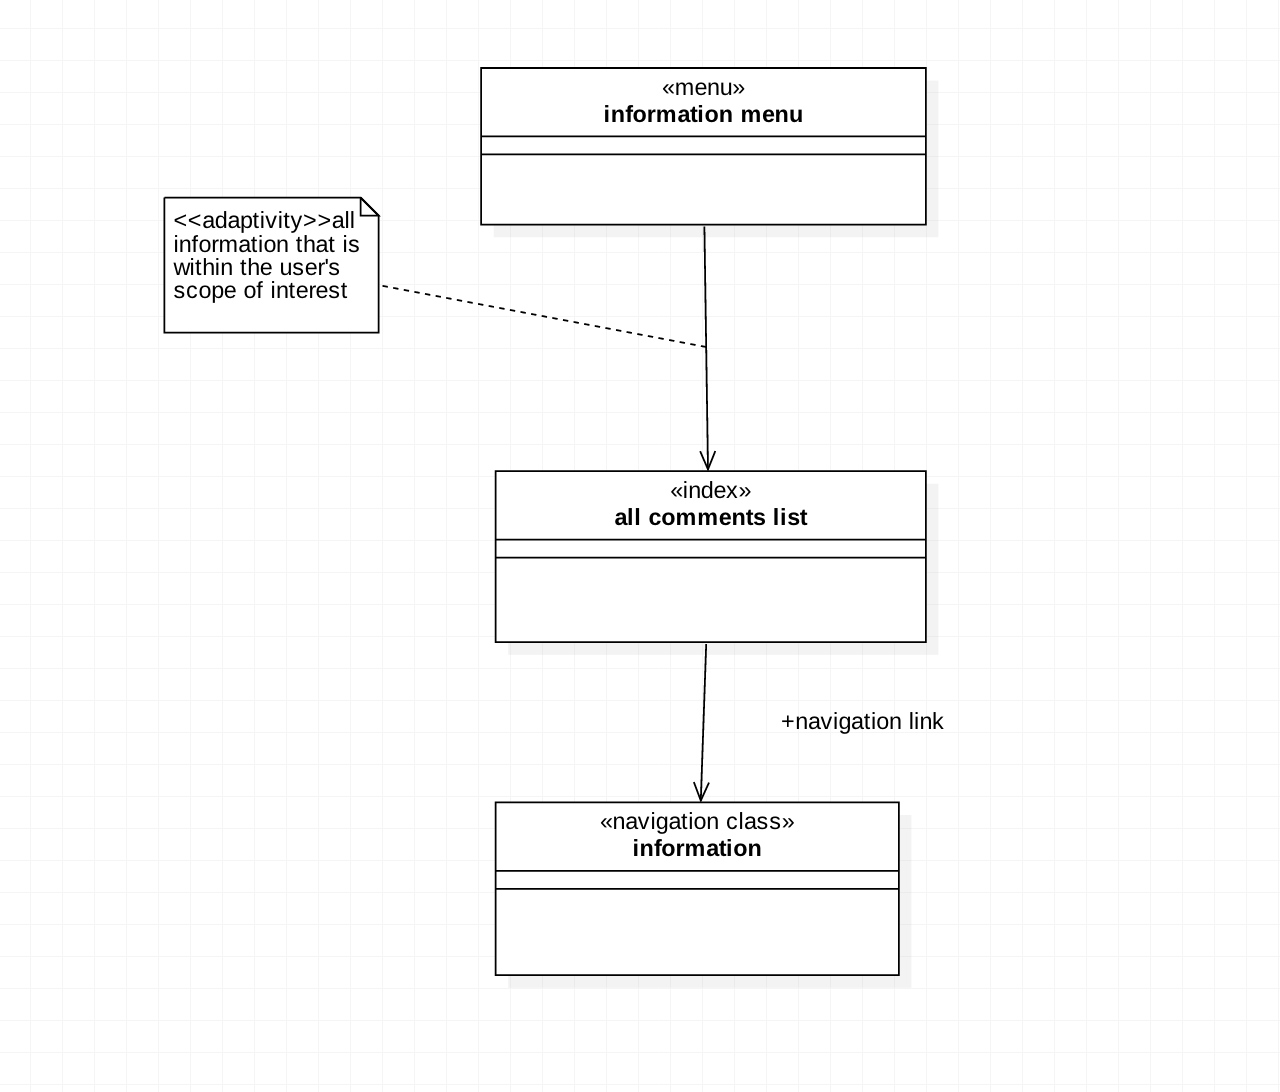 «menu»
information menu
<<adaptivity>>all
information that is
within the user's
scope of interest
«index»
all comments list
+navigation link
«navigation class»
information